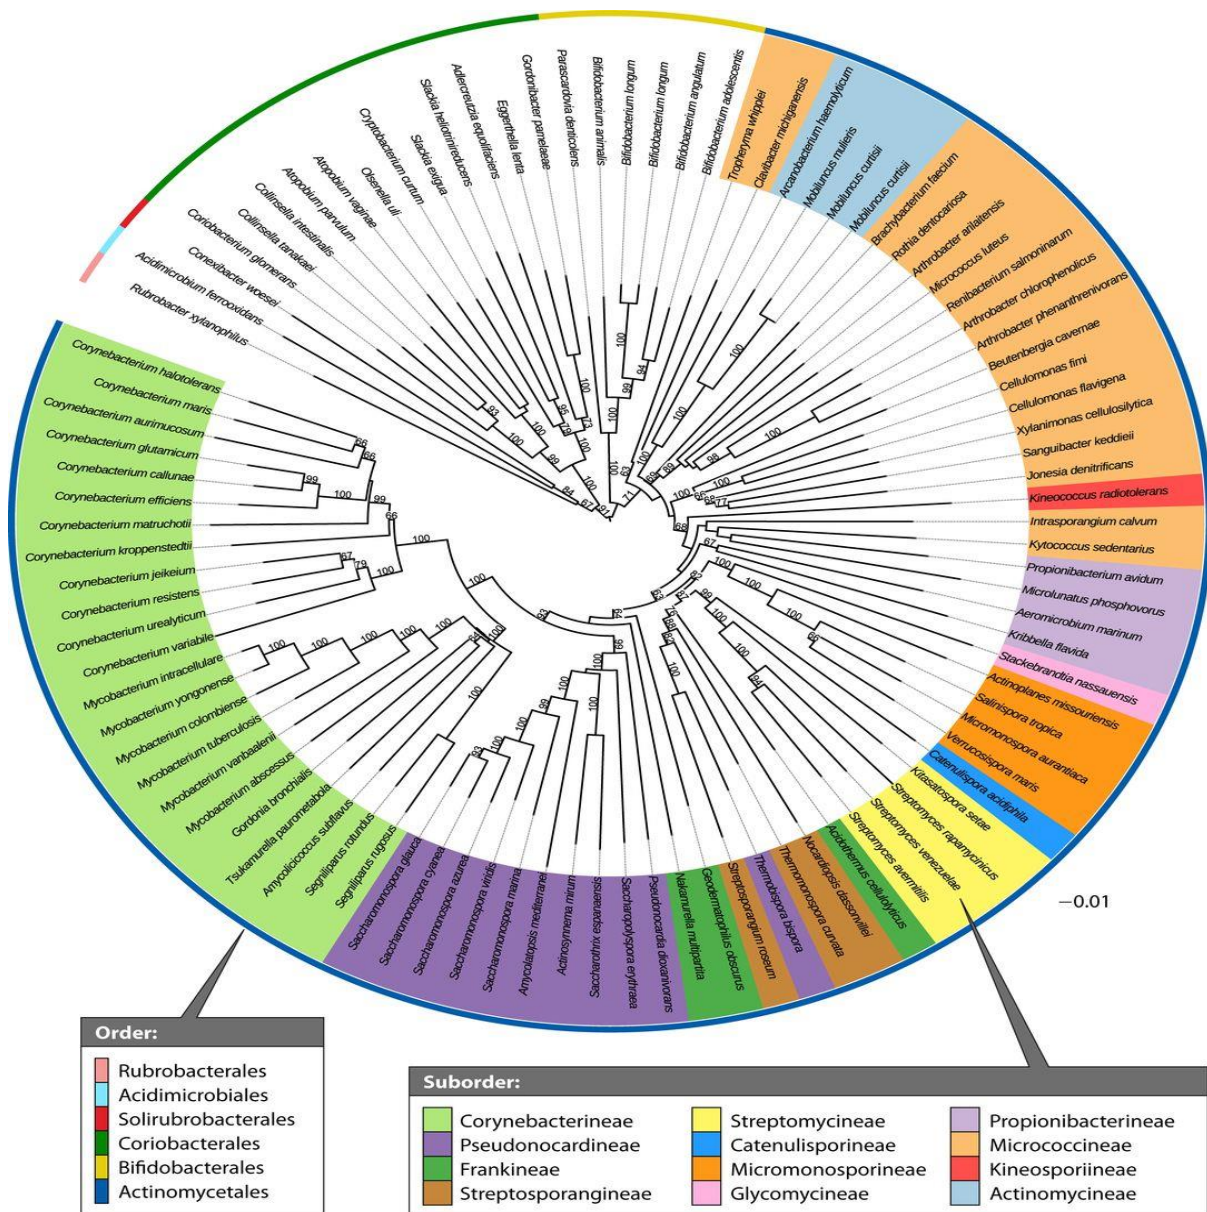 Rubrobacter xylanophilus
Acidimicrobium ferrooxidans
Conexibacter woesei
Coriobacterium glomerans
Collinsella tanakaei
Collinsella intestinalis
Atopobium parvulum
Atopobium vaginae
Olsenella uli
Cryptobacterium curtum
Slackia exigua
Slackia heliotrinireducens
Adlercreutzia equolifaciens
Eggerthella lenta
Gordonibacter pamelaeae
Parascardovia denticolens
Bifidobacterium animalis
Bifidobacterium longum
Bifidobacterium longum
Bifidobacterium angulatum
Bifidobacterium adolescentis
Tropheryma whipplei
Clavibacter michiganensis
Arcanobacterium haemolyticum
Mobiluncus mulieris
Mobiluncus curtisii
Mobiluncus curtisii
Brachybacterium faecium
Rothia dentocariosa
Arthrobacter arilaitensis
Micrococcus luteus
Renibacterium salmoninarum
Arthrobacter chlorophenolicus
Arthrobacter phenanthrenivorans
Beutenbergia cavernae
Cellulomonas fimi
Cellulomonas flavigena
Xylanimonas cellulosilytica
Sanguibacter keddieii
Jonesia denitrificans
Kineococcus radiotolerans
Intrasporangium calvum
Kytococcus sedentarius
Propionibacterium avidum
Microlunatus phosphovorus
Aeromicrobium marinum
Kribbella flavida
Stackebrandtia nassauensis
Actinoplanes missouriensis
Salinispora tropica
Micromonospora aurantiaca
Verrucosispora maris
Catenulispora acidiphila
Kitasatospora setae
Streptomyces rapamycinicus
Streptomyces venezuelae
Streptomyces avermitilis
Acidothermus cellulolyticus
Nocardiopsis dassonvillei
Thermomonospora curvata
Thermobispora bispora
Streptosporangium roseum
Geodermatophilus obscurus
Nakamurella multipartita
Pseudonocardia dioxanivorans
Saccharopolyspora erythraea
Saccharothrix espanaensis
Actinosynnema mirum
Amycolatopsis mediterranei
Saccharomonospora marina
Saccharomonospora viridis
Saccharomonospora azurea
Saccharomonospora cyanea
Saccharomonospora glauca
Segniliparus rugosus
Segniliparus rotundus
Amycolicicoccus subflavus
Tsukamurella paurometabola
Gordonia bronchialis
Mycobacterium abscessus
Mycobacterium vanbaalenii
Mycobacterium tuberculosis
Mycobacterium colombiense
Mycobacterium yongonense
Mycobacterium intracellulare
Corynebacterium variabile
Corynebacterium urealyticum
Corynebacterium resistens
Corynebacterium jeikeium
Corynebacterium kroppenstedtii
Corynebacterium matruchotii
Corynebacterium efficiens
Corynebacterium callunae
Corynebacterium glutamicum
Corynebacterium aurimucosum
Corynebacterium maris
Corynebacterium halotolerans
—0.01
Order:
Rubrobacterales
Acidimicrobiales
Solirubrobacterales
Coriobacterales
Bifidobacterales
Actinomycetales
Suborder:
Corynebacterineae
Pseudonocardineae
Frankineae
Streptosporangineae
Streptomycineae
Catenulisporineae
Micromonosporineae
Glycomycineae
Propionibacterineae
Micrococcineae
Kineosporiineae
Actinomycineae